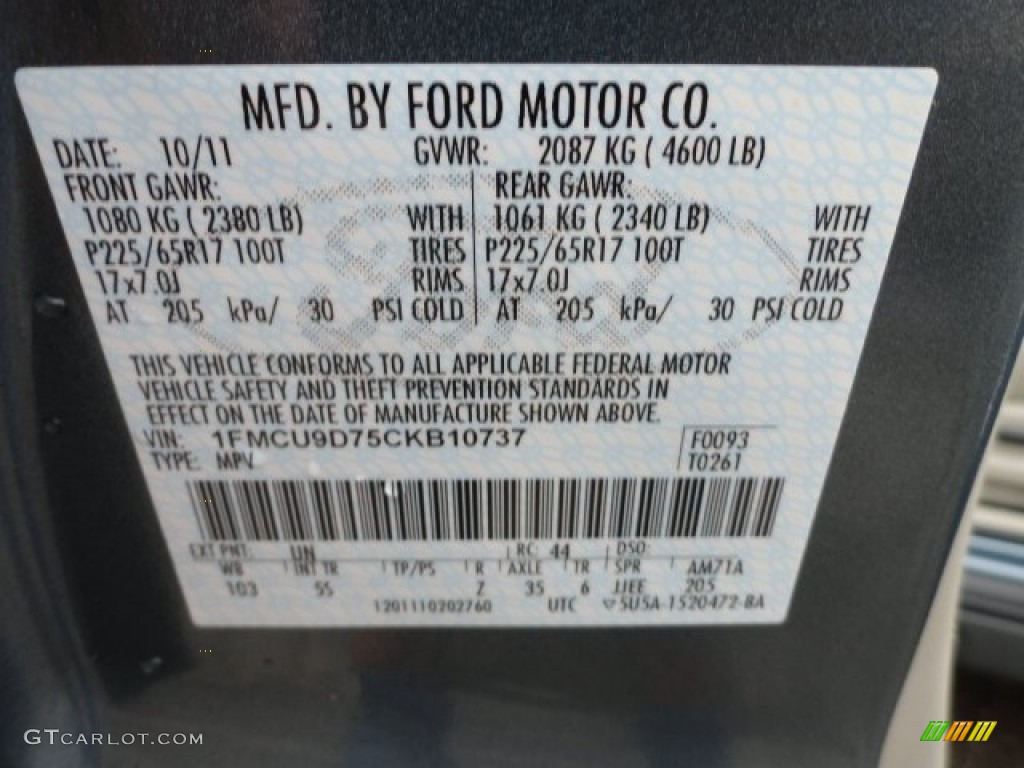 MFD. BY FORD MOTOR CO.
DATE: 10/11 GVWR: 2087 KG ( 4600 LB)
FRONT GAWR: REAR GAWR:
1080 KG ( 2380 LB) WITH 1061 KG ( 2340 LB) WITH
P225/65R17 100T TIRES P225/65R17 100T TIRES
17x7.0J RIMS 17x7.0J RIMS
AT 205 kPa/ 30 PSI COLD AT 205 kPa/ 30 PSI COLD
THIS VEHICLE CONFORMS TO ALL APPLICABLE FEDERAL MOTOR
VEHICLE SAFETY AND THEFT PREVENTION STANDARDS IN
EFFECT ON THE DATE OF MANUFACTURE SHOWN ABOVE.
VIN: 1FMCU9D75CKB10737 F0093
TYPE: MPV T0261
EXT PNT: UN RC: 44 DSO:
WB INT TR TP/PS R AXLE TR SPR AM71A
103 5S Z 35 6 JJEE 205
1201110202760 UTC 5U5A-1520472-BA
GTCARLOT.COM